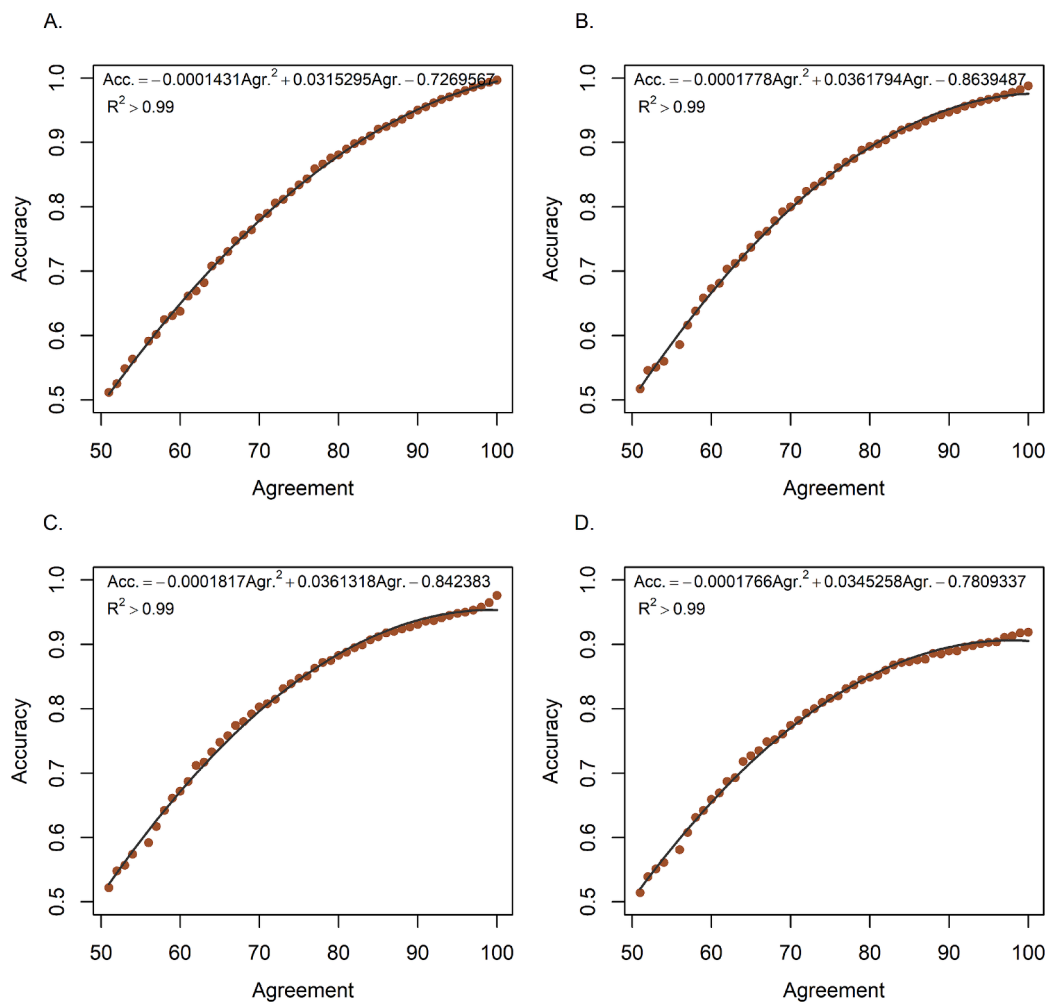 A.
Acc. = −0.0001431Agr.² + 0.0315295Agr. − 0.7269567
R² > 0.99
1.0
0.9
0.8
0.7
0.6
0.5
Accuracy
50 60 70 80 90 100
Agreement
B.
Acc. = −0.0001778Agr.² + 0.0361794Agr. − 0.8639487
R² > 0.99
1.0
0.9
0.8
0.7
0.6
0.5
Accuracy
50 60 70 80 90 100
Agreement
C.
Acc. = −0.0001817Agr.² + 0.0361318Agr. − 0.842383
R² > 0.99
1.0
0.9
0.8
0.7
0.6
0.5
Accuracy
50 60 70 80 90 100
Agreement
D.
Acc. = −0.0001766Agr.² + 0.0345258Agr. − 0.7809337
R² > 0.99
1.0
0.9
0.8
0.7
0.6
0.5
Accuracy
50 60 70 80 90 100
Agreement